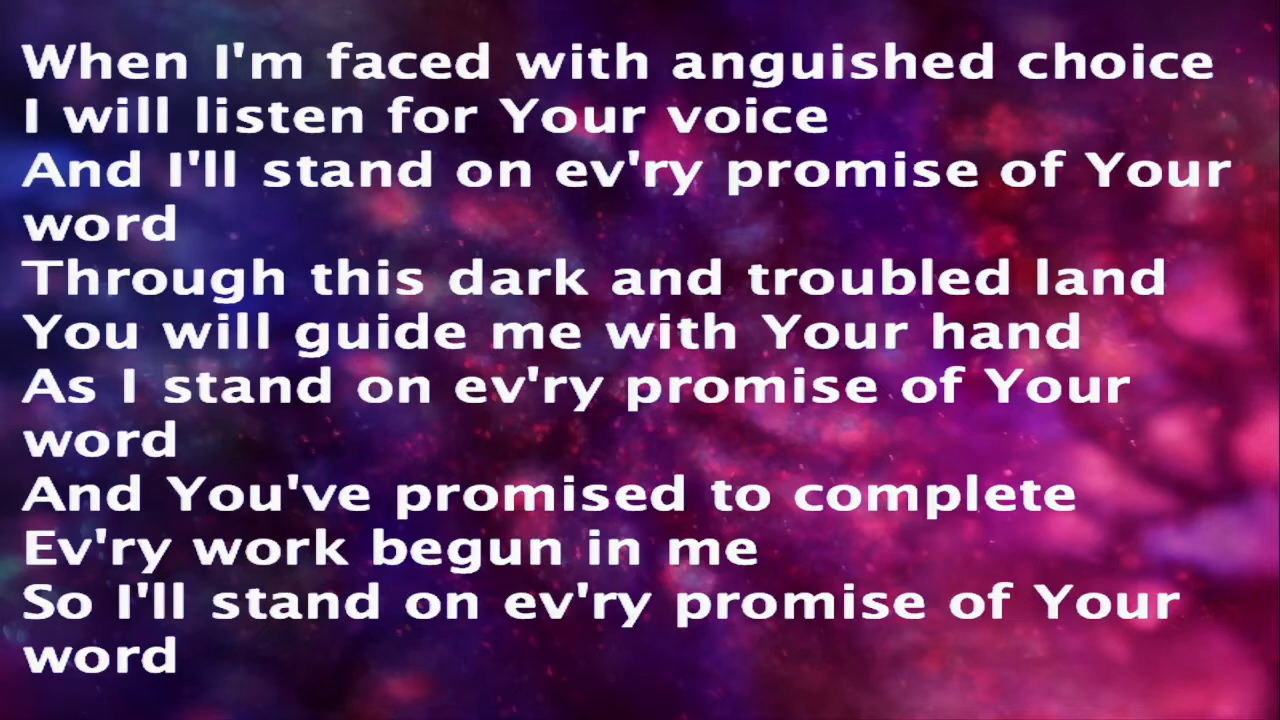 When I'm faced with anguished choice
I will listen for Your voice
And I'll stand on ev'ry promise of Your
word
Through this dark and troubled land
You will guide me with Your hand
As I stand on ev'ry promise of Your
word
And You've promised to complete
Ev'ry work begun in me
So I'll stand on ev'ry promise of Your
word